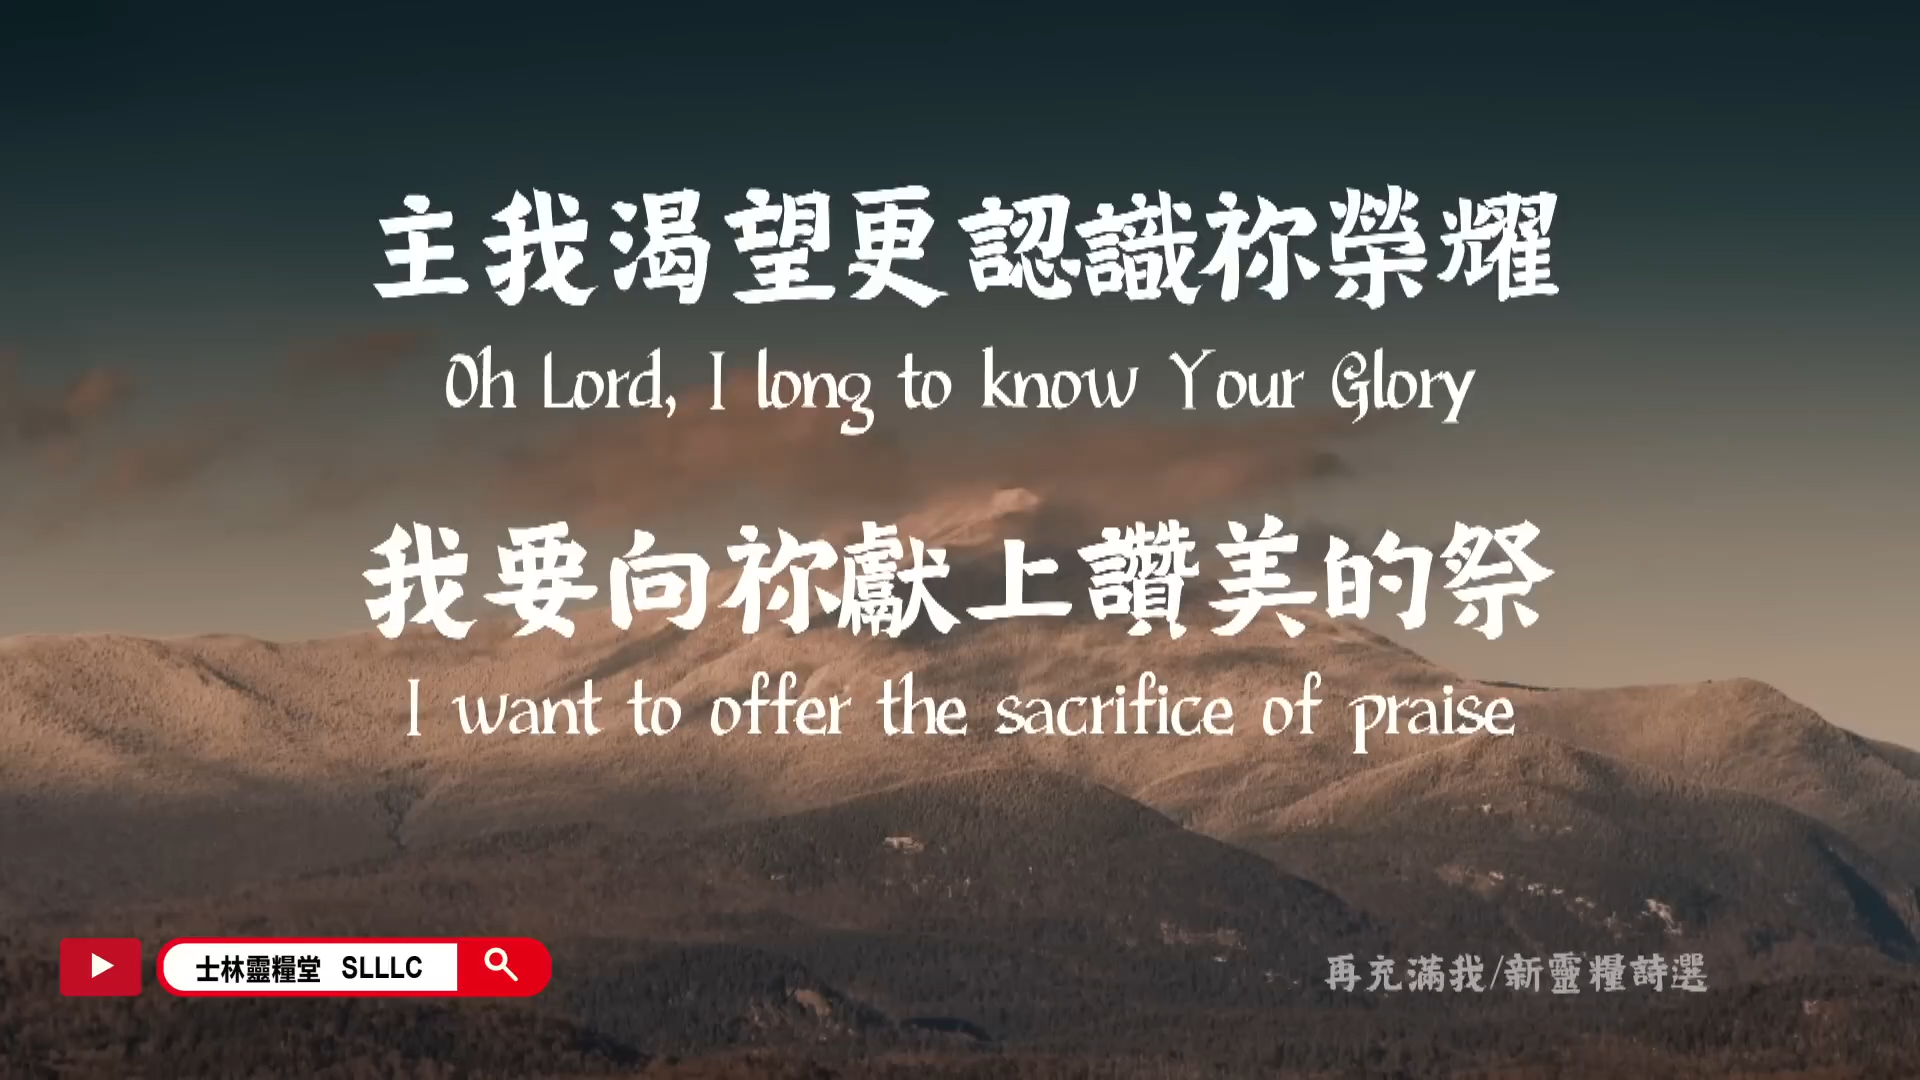 主我渴望更認識祢榮耀
Oh Lord, I long to know Your Glory
我要向祢獻上讚美的祭
I want to offer the sacrifice of praise
士林靈糧堂 SLLLC
再充滿我/新靈糧詩選